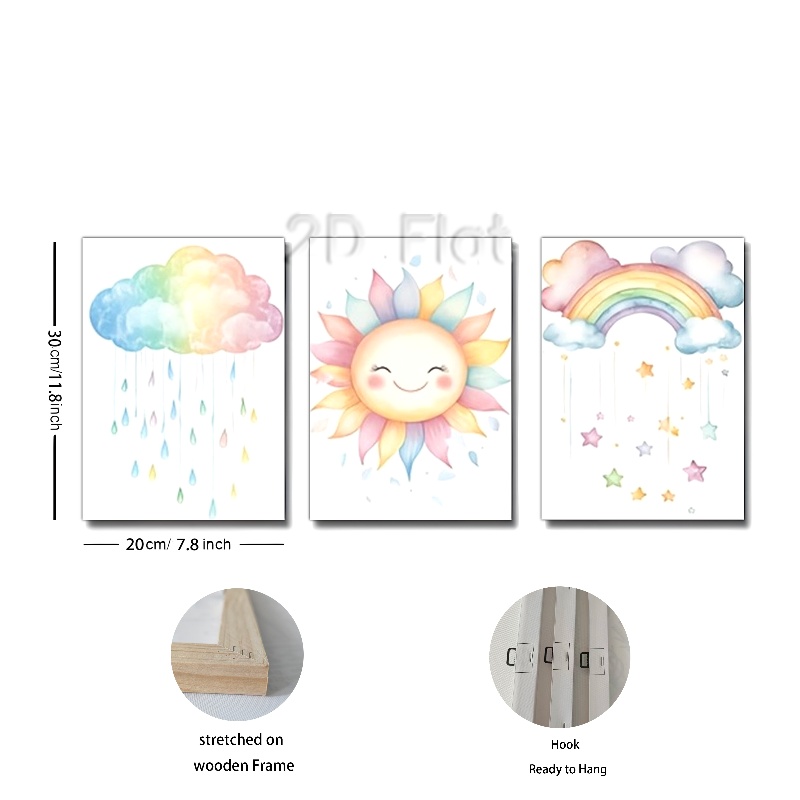 2D Flat
30cm/11.8inch
20cm/ 7.8 inch
stretched on
wooden Frame
Hook
Ready to Hang